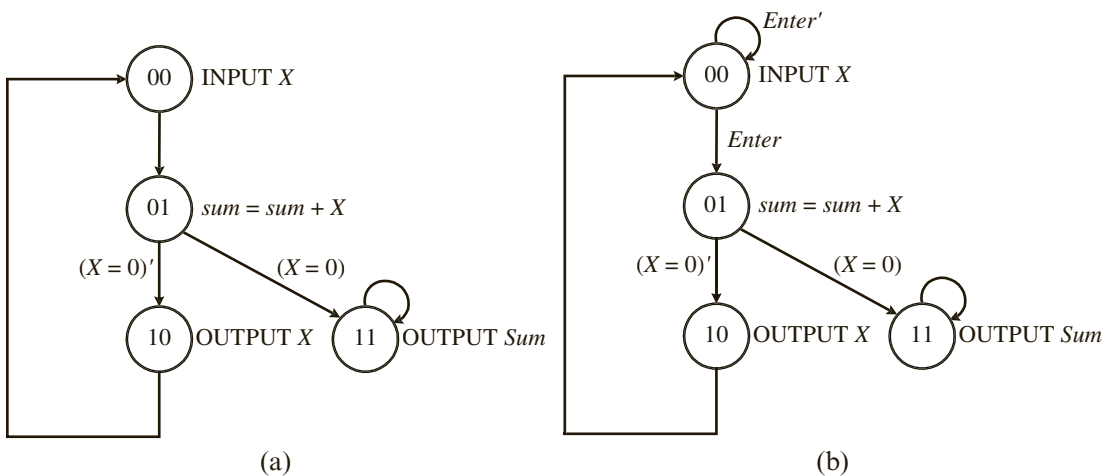 00 INPUT X
01 sum = sum + X
(X = 0)′ (X = 0)
10 OUTPUT X 11 OUTPUT Sum
(a)
Enter′
00 INPUT X
Enter
01 sum = sum + X
(X = 0)′ (X = 0)
10 OUTPUT X 11 OUTPUT Sum
(b)